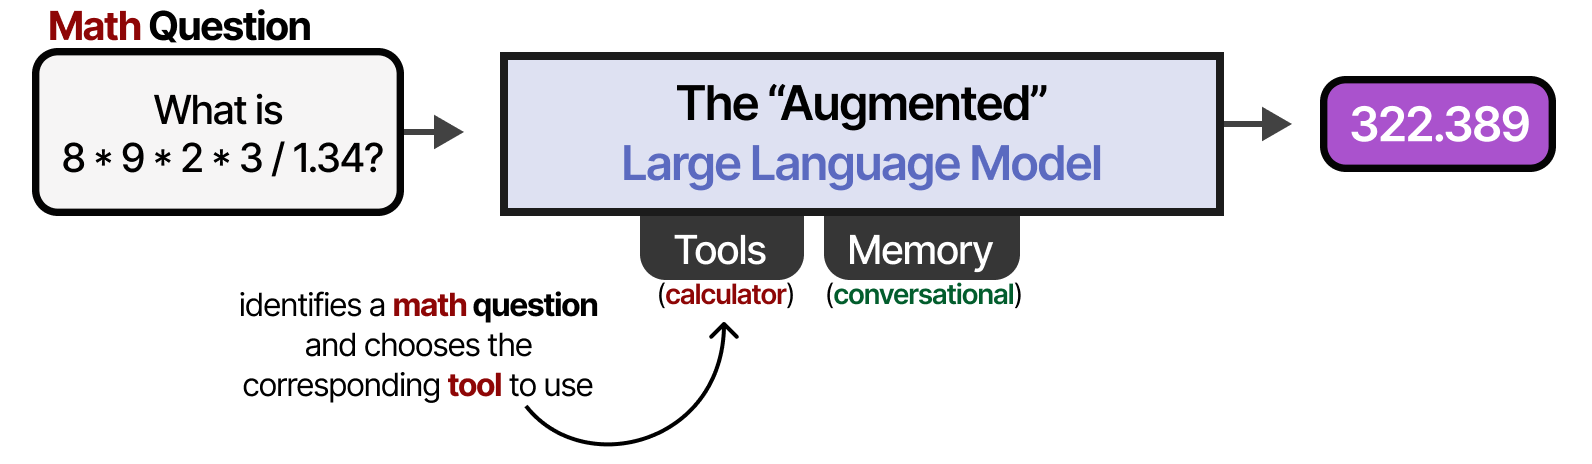 Math Question
What is
8 * 9 * 2 * 3 / 1.34?
The “Augmented”
Large Language Model
322.389
Tools
Memory
(calculator)
(conversational)
identifies a math question
and chooses the
corresponding tool to use